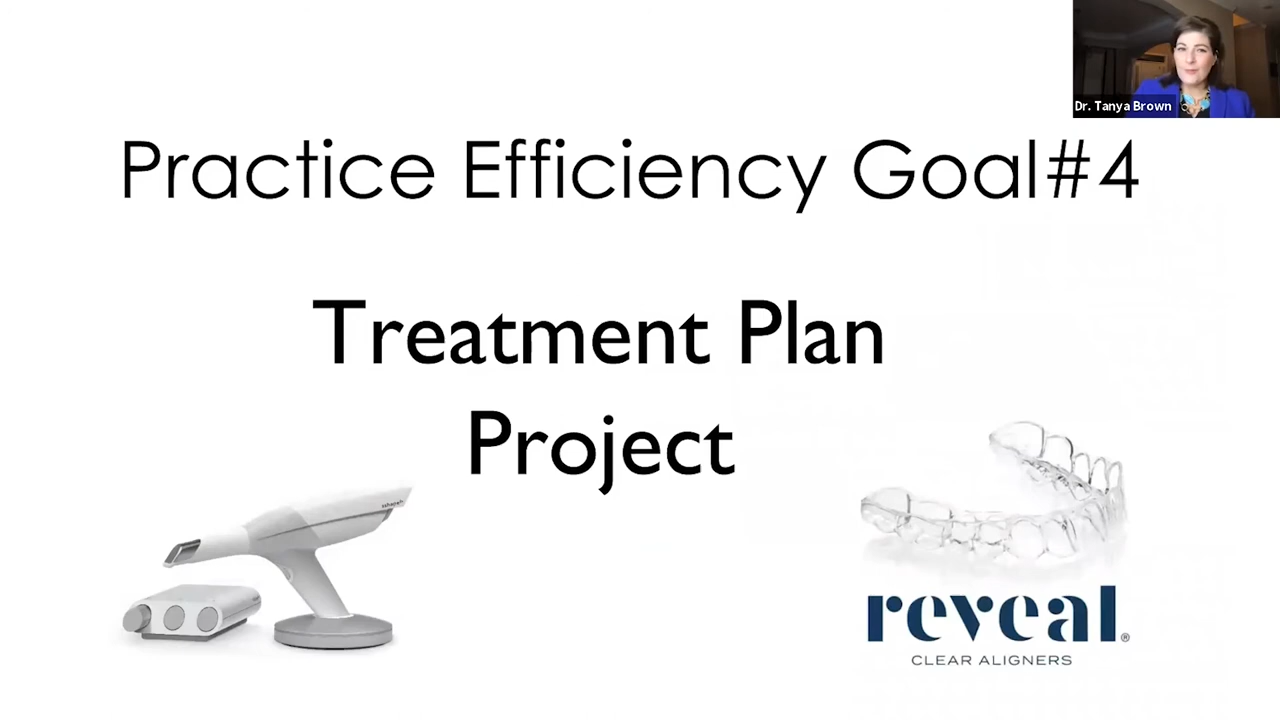 Dr. Tanya Brown
Practice Efficiency Goal#4
Treatment Plan
Project
reveal®
CLEAR ALIGNERS